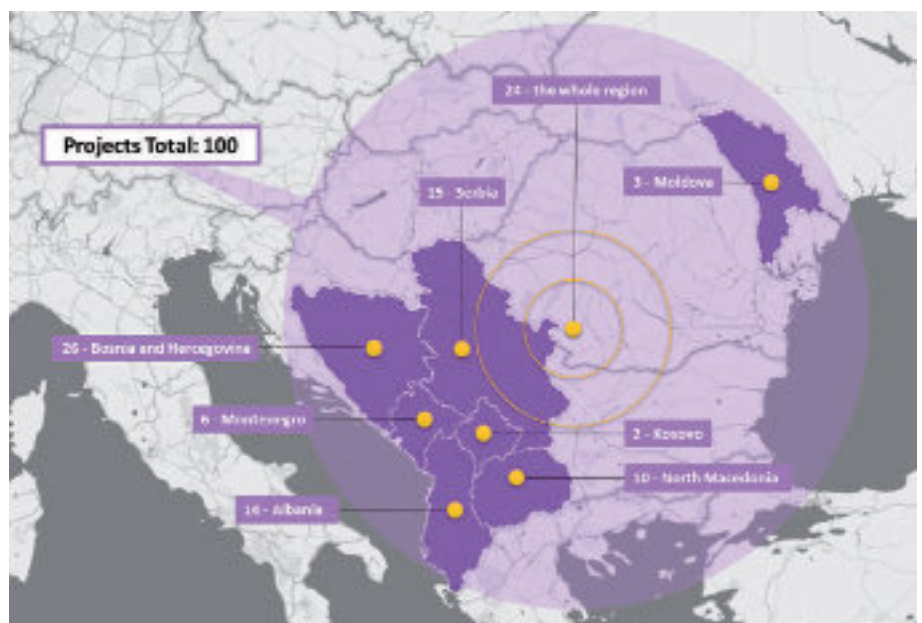 24 - the whole region
Projects Total: 100
3 - Moldova
15 - Serbia
26 - Bosnia and Hercegovina
6 - Montenegro
2 - Kosovo
10 - North Macedonia
14 - Albania